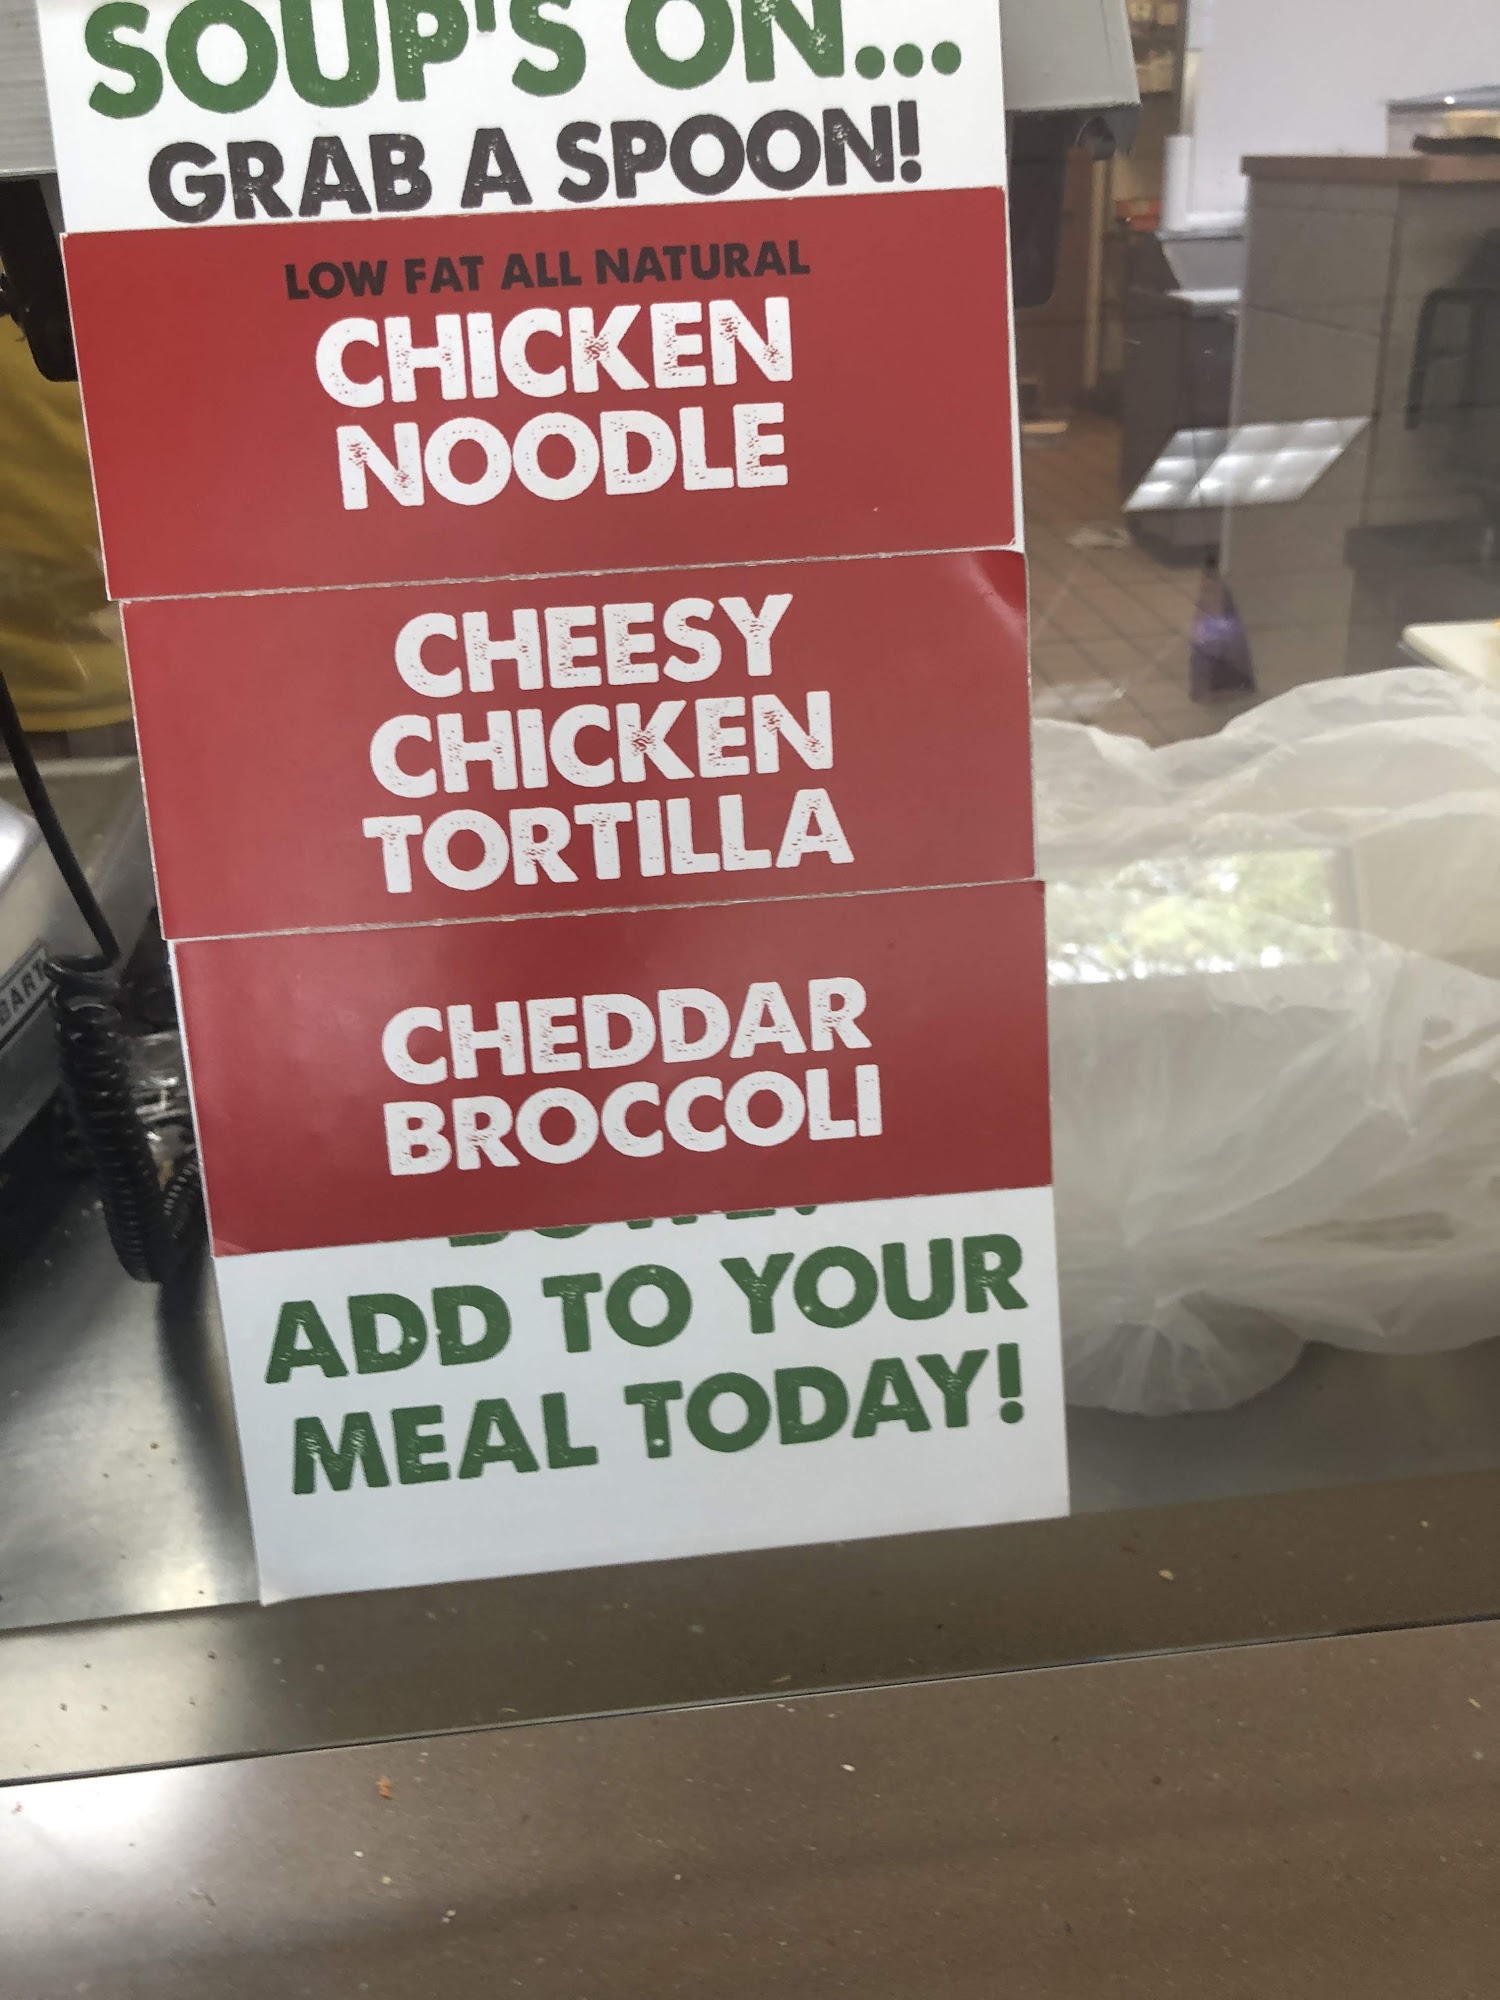 SOUP'S ON...
GRAB A SPOON!
LOW FAT ALL NATURAL
CHICKEN
NOODLE
CHEESY
CHICKEN
TORTILLA
CHEDDAR
BROCCOLI
ADD TO YOUR
MEAL TODAY!